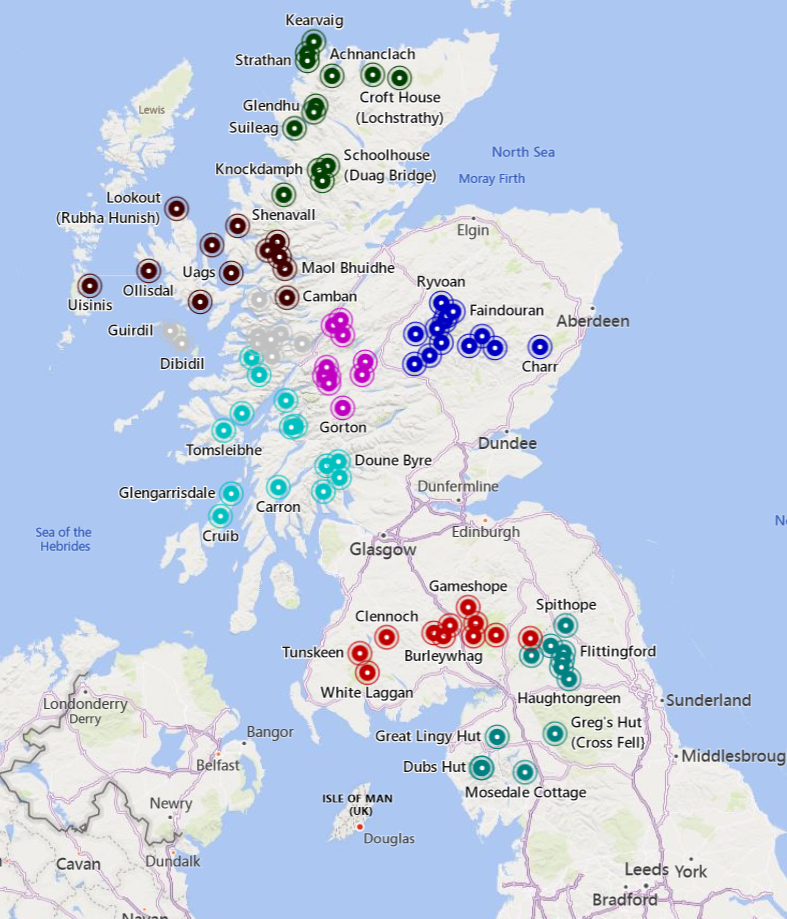 Kearvaig
Strathan
Achnanclach
Lewis
Glendhu
Croft House
(Lochstrathy)
Suileag
Knockdamph
Schoolhouse
(Duag Bridge)
North Sea
Moray Firth
Lookout
(Rubha Hunish)
Shenavall
Elgin
Uags
Maol Bhuidhe
Ollisdal
Uisinis
Camban
Ryvoan
Faindouran
Aberdeen
Guirdil
Dibidil
Charr
Gorton
Tomsleibhe
Dundee
Doune Byre
Glengarrisdale
Carron
Dunfermline
Cruib
Sea of the
Hebrides
Edinburgh
Glasgow
Gameshope
Clennoch
Spithope
Tunskeen
Burleywhag
Flittingford
White Laggan
Haughtongreen
Londonderry
Derry
Sunderland
Bangor
Great Lingy Hut
Greg's Hut
(Cross Fell)
Belfast
Dubs Hut
Middlesbroug
Mosedale Cottage
ISLE OF MAN
(UK)
Newry
Douglas
Cavan
Dundalk
Leeds
York
Bradford
Navan